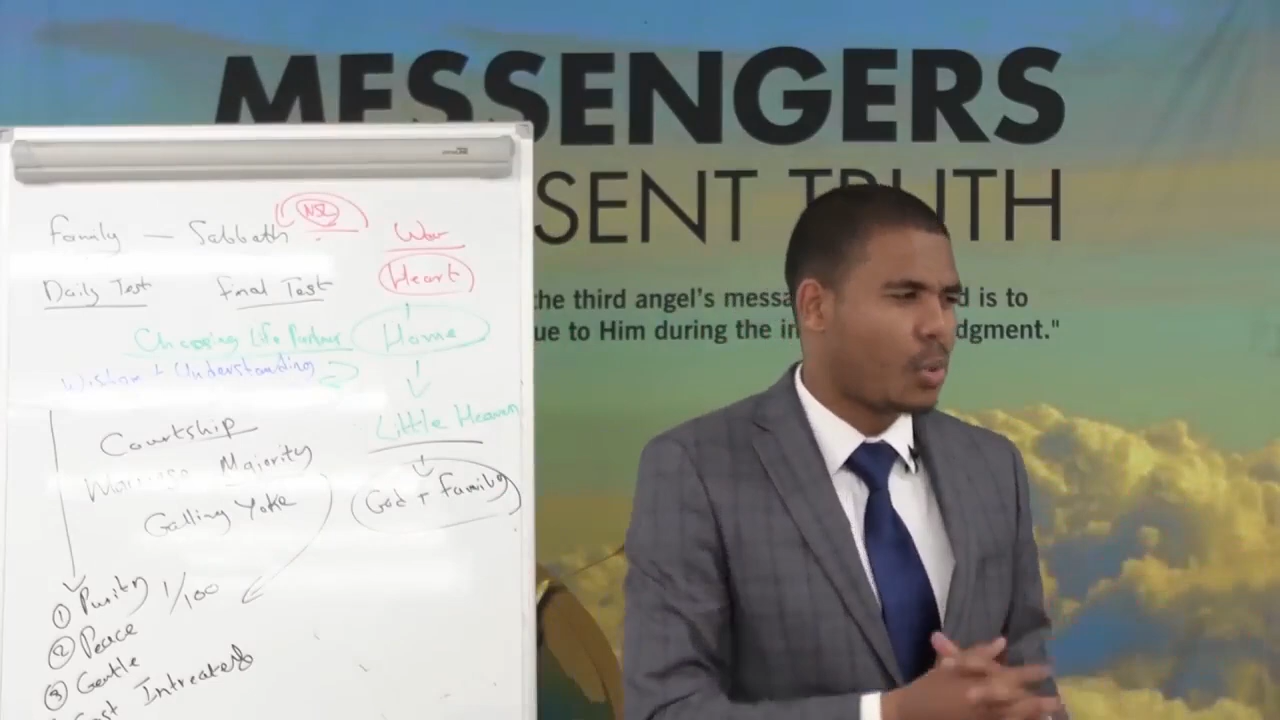 MESSENGERS
SENT TRUTH
the third angel's messa d is to
ue to Him during the in dgment."
Family — Sabbath NSL War
Daily Test Final Test Heart
Choosing Life Partner Home
Wisdom + Understanding
Little Heaven
Courtship
Marriage Majority
God + Family
Galling Yoke
① Purity 1/100
② Peace
③ Gentle
Intreated